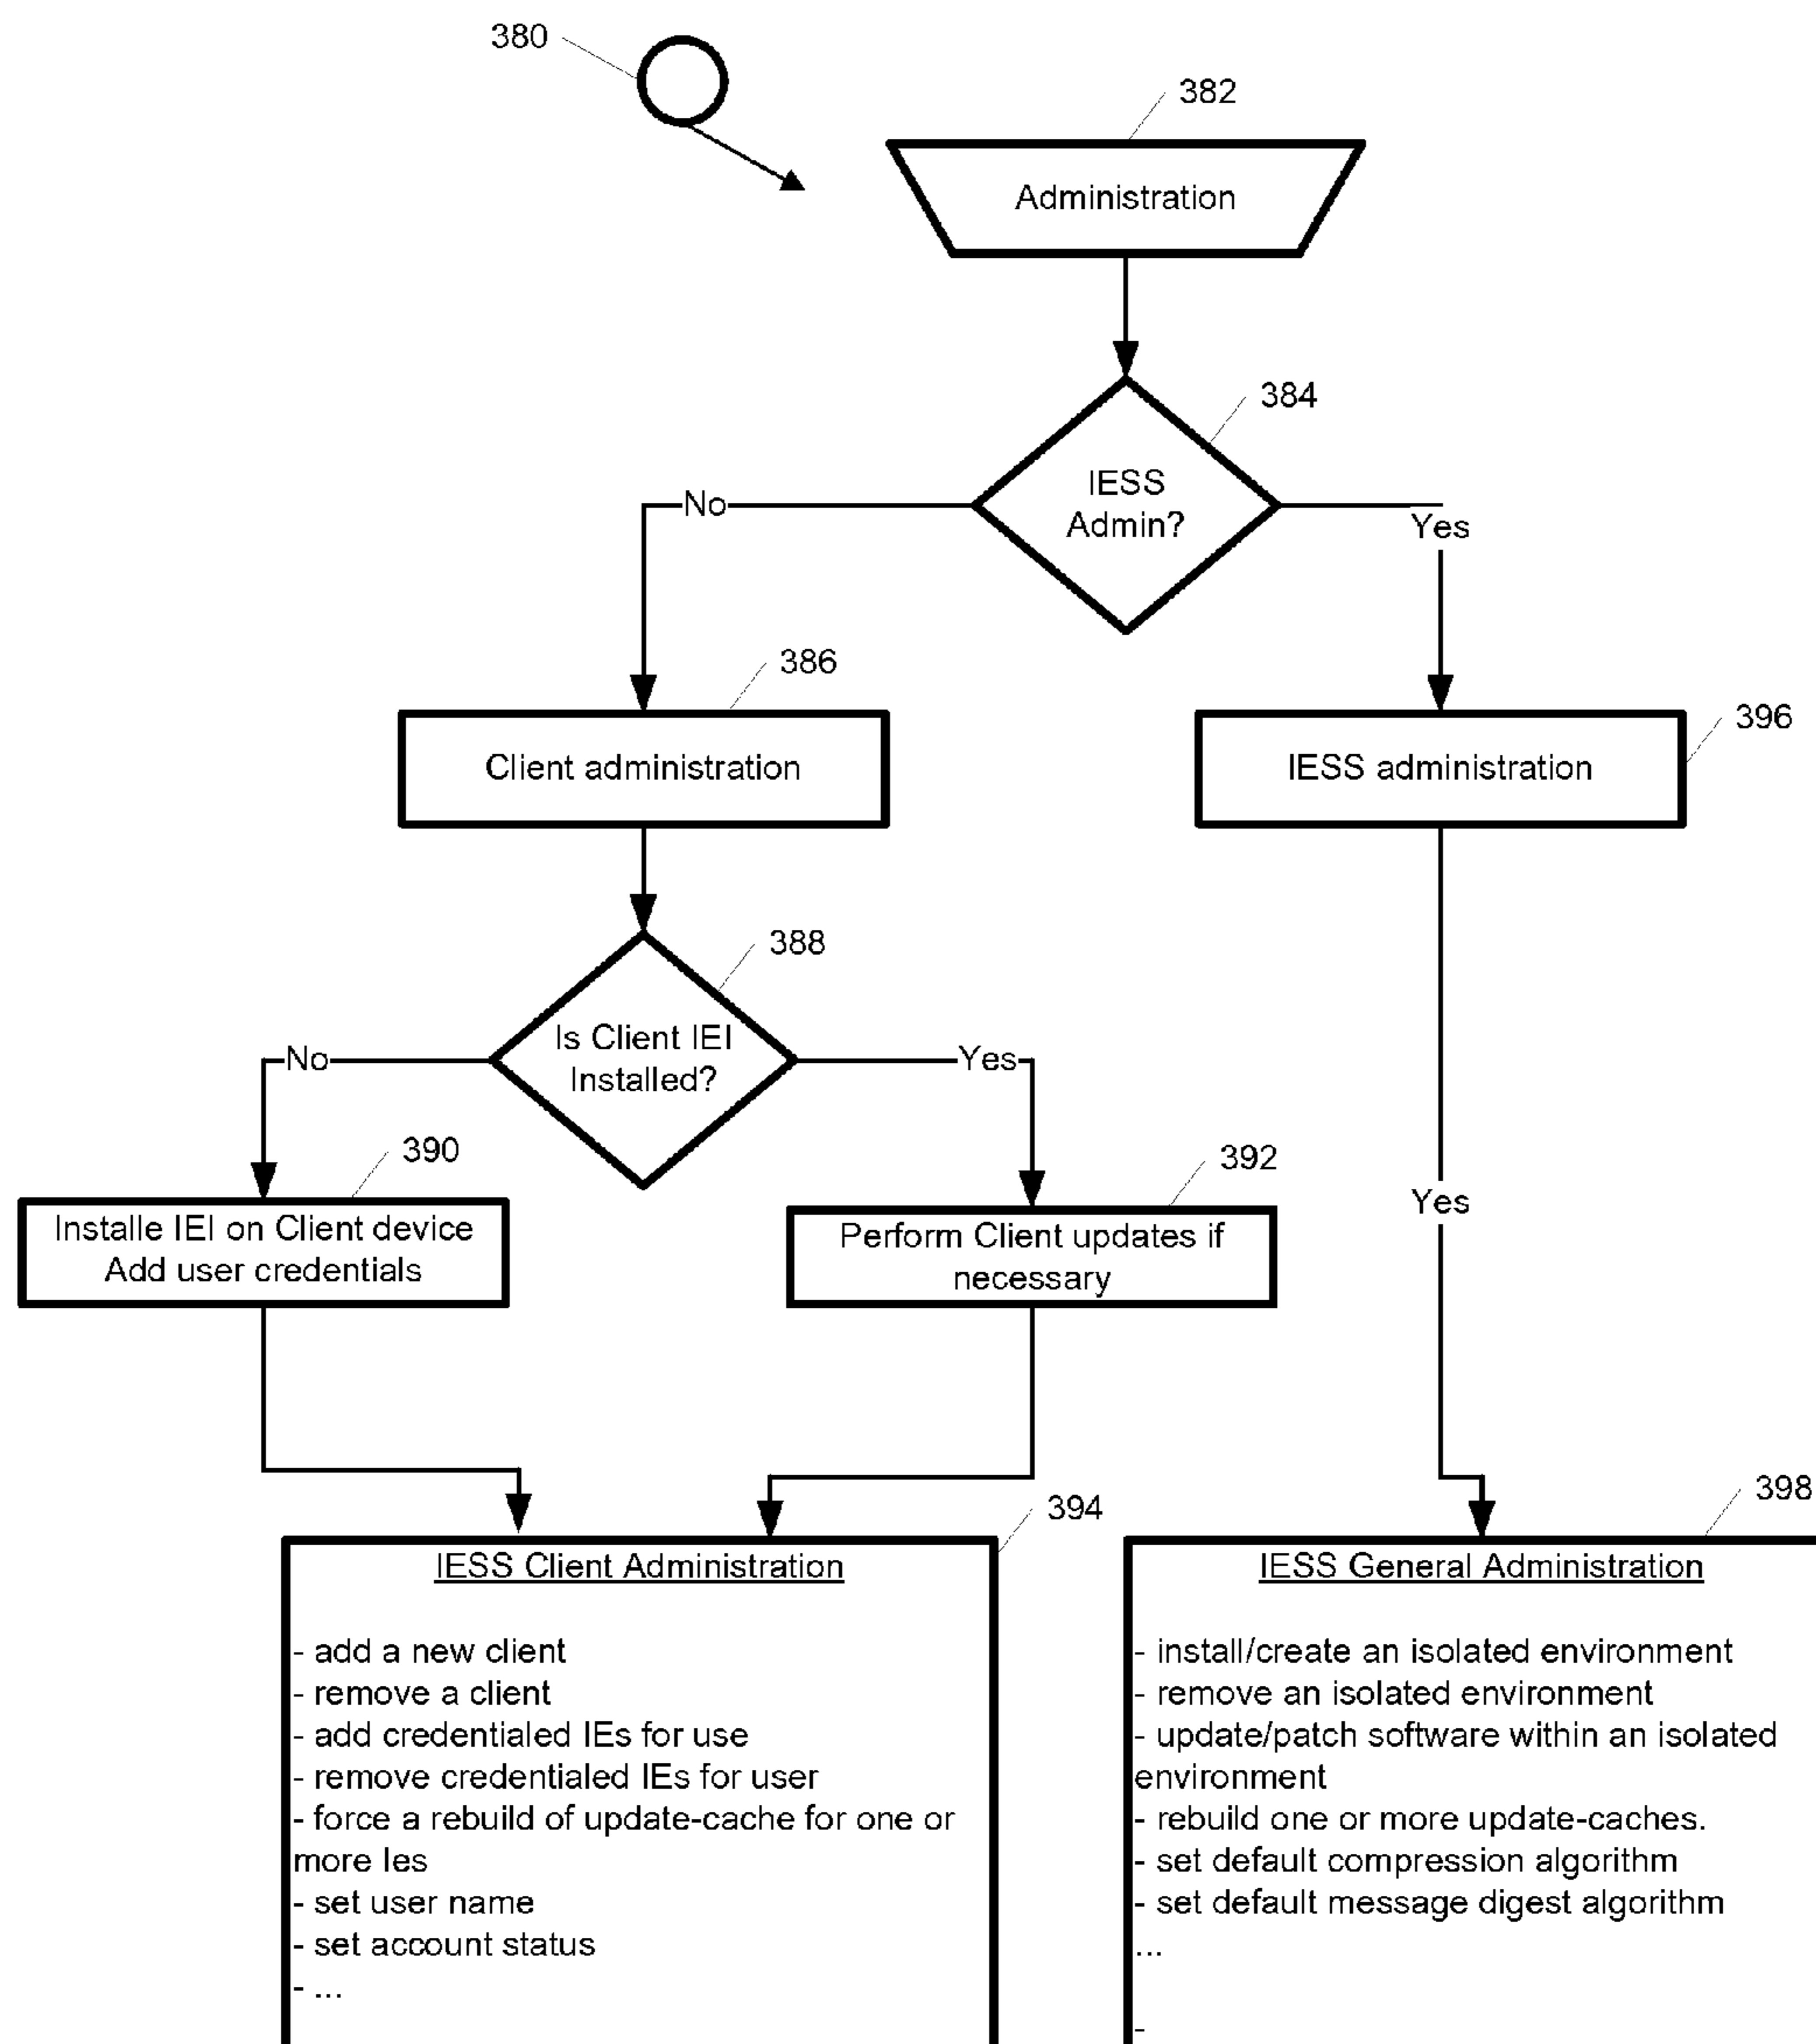 380
382
Administration
384
IESS
Admin?
No
Yes
386
396
Client administration
IESS administration
388
Is Client IEI
Installed?
No
Yes
390
392
Installe IEI on Client device
Add user credentials
Perform Client updates if
necessary
Yes
394
398
IESS Client Administration
- add a new client
- remove a client
- add credentialed IEs for use
- remove credentialed IEs for user
- force a rebuild of update-cache for one or
more Ies
- set user name
- set account status
- ...
IESS General Administration
- install/create an isolated environment
- remove an isolated environment
- update/patch software within an isolated
environment
- rebuild one or more update-caches.
- set default compression algorithm
- set default message digest algorithm
...
-